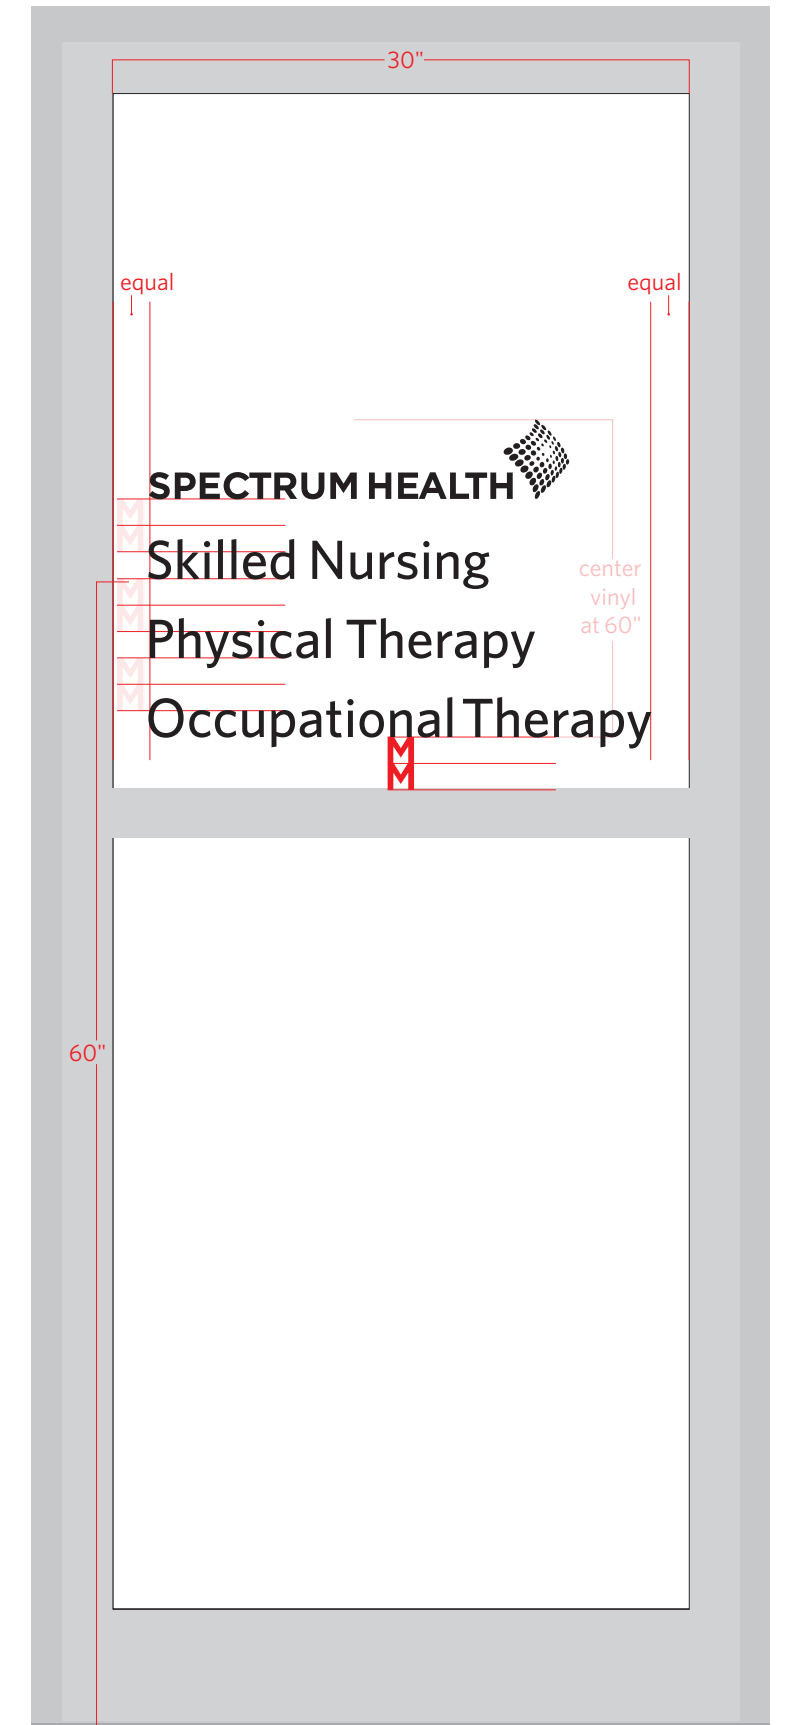 30"
equal equal
SPECTRUM HEALTH
M
M
Skilled Nursing
center
vinyl
at 60"
M
M
Physical Therapy
M
M
Occupational Therapy
M
M
60"